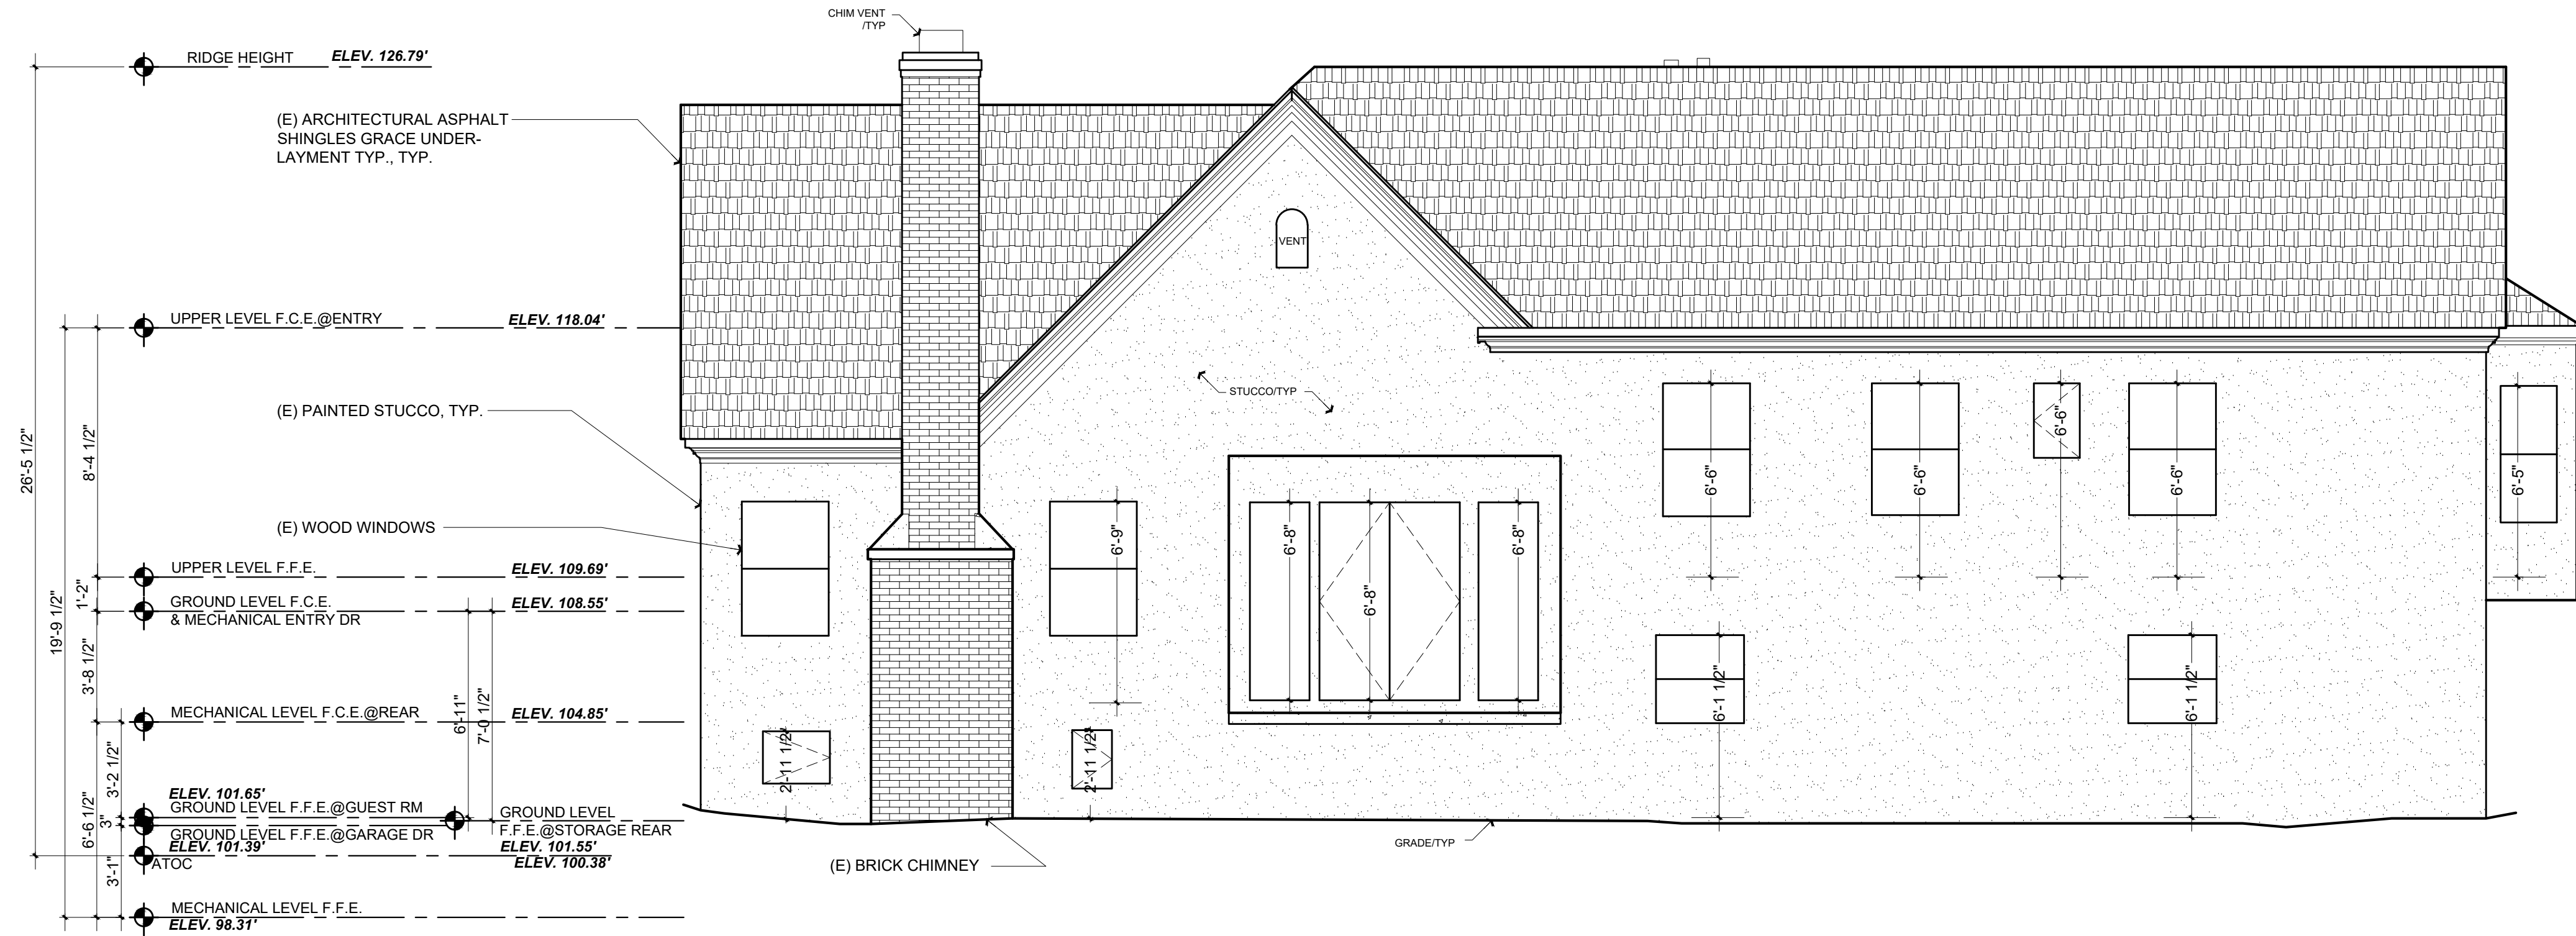 CHIM VENT
/TYP
RIDGE HEIGHT ELEV. 126.79'
(E) ARCHITECTURAL ASPHALT
SHINGLES GRACE UNDER-
LAYMENT TYP., TYP.
VENT
UPPER LEVEL F.C.E.@ENTRY ELEV. 118.04'
STUCCO/TYP
(E) PAINTED STUCCO, TYP.
26'-5 1/2"
8'-4 1/2"
6'-6"
6'-6"
6'-6"
6'-6"
6'-5"
(E) WOOD WINDOWS
6'-9"
6'-8"
6'-8"
6'-8"
UPPER LEVEL F.F.E. ELEV. 109.69'
1'-2"
19'-9 1/2"
GROUND LEVEL F.C.E. ELEV. 108.55'
& MECHANICAL ENTRY DR
3'-8 1/2"
6'-11"
7'-0 1/2"
6'-1 1/2"
6'-1 1/2"
MECHANICAL LEVEL F.C.E.@REAR ELEV. 104.85'
3'-2 1/2"
2'-11 1/2"
2'-11 1/2"
ELEV. 101.65'
GROUND LEVEL F.F.E.@GUEST RM
GROUND LEVEL
6'-6 1/2"
3"
GROUND LEVEL F.F.E.@GARAGE DR
F.F.E.@STORAGE REAR
ELEV. 101.39'
ELEV. 101.55'
GRADE/TYP
ATOC
ELEV. 100.38'
(E) BRICK CHIMNEY
3'-1"
MECHANICAL LEVEL F.F.E.
ELEV. 98.31'